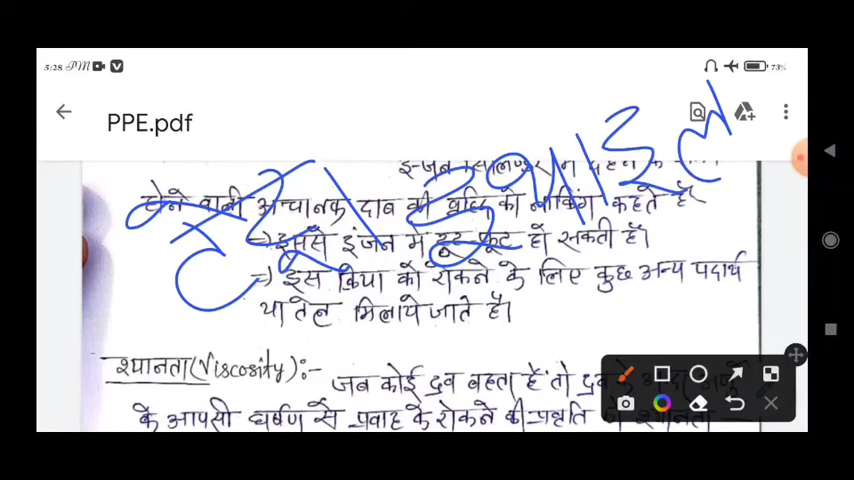 5:28 PM
73%
PPE.pdf
होने वाली अचानक दाब की वृद्धि को नॉकिंग कहते हैं
⇒ इससे इंजन में टूट फूट हो सकती है।
⇒ इस क्रिया को रोकने के लिए कुछ अन्य पदार्थ
या तेल मिलाये जाते है।
श्यानता (Viscosity) :-
जब कोई द्रव बहता है तो द्रव के
के आपसी घर्षण से प्रवाह के रोकने की प्रवृति